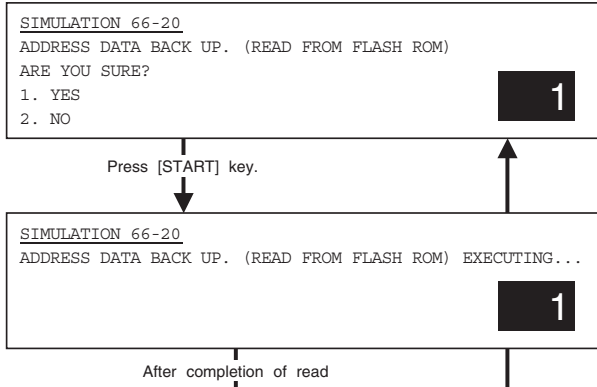 SIMULATION 66-20
ADDRESS DATA BACK UP. (READ FROM FLASH ROM)
ARE YOU SURE?
1. YES
2. NO
1
Press [START] key.
SIMULATION 66-20
ADDRESS DATA BACK UP. (READ FROM FLASH ROM) EXECUTING...
1
After completion of read